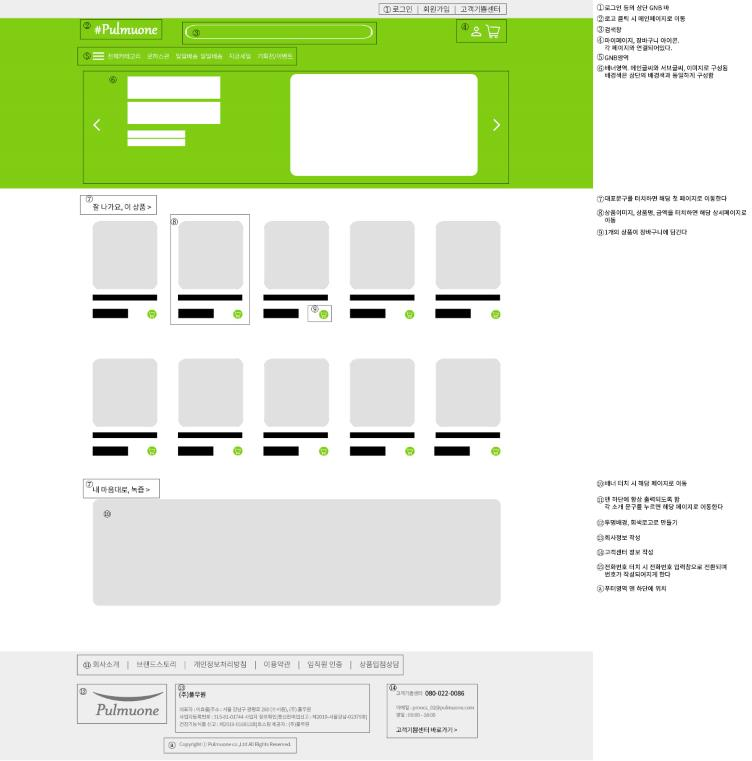 ① 로그인 | 회원가입 | 고객기쁨센터
② #Pulmuone
③
④
⑤ 전체카테고리 문하스관 매일배송 지금세일 기획전/이벤트
⑥
⑦ 잘 나가요, 이 상품 >
⑧
⑨
⑦ 내 마음대로, 녹즙 >
⑩
⑪ 회사소개 | 브랜드스토리 | 개인정보처리방침 | 이용약관 | 임직원 인증 | 상품입점상담
⑫ Pulmuone
⑬
(주)풀무원
⑭
고객기쁨센터 080-022-0086
평일 : 09:00 - 18:00
고객기쁨센터 바로가기 >
Copyright ⓒ Pulmuone co.,Ltd All Rights Reserved.
①로그인 등의 상단 GNB 바
②로고 클릭 시 메인페이지로 이동
③검색창
④마이페이지, 장바구니 아이콘.
각 페이지와 연결되어있다.
⑤GNB영역
⑥배너영역. 메인글씨와 서브글씨, 이미지로 구성된
배경색은 상단의 배경색과 동일하게 구성함
⑦대표문구를 터치하면 해당 첫 페이지로 이동한다
⑧상품이미지, 상품명, 금액을 터치하면 해당 상세페이지로
이동
⑨1개의 상품이 장바구니에 담긴다
⑩배너 터치 시 해당 페이지로 이동
⑪맨 하단에 항상 출력되도록 함
각 소개 문구를 누르면 해당 페이지로 이동한다
⑫투명배경, 회색로고로 만들기
⑬회사정보 작성
⑭고객센터 정보 작성
⑮전화번호 터치 시 전화번호 입력창으로 전환되며
번호가 작성되어지게 한다
ⓐ푸터영역 맨 하단에 위치